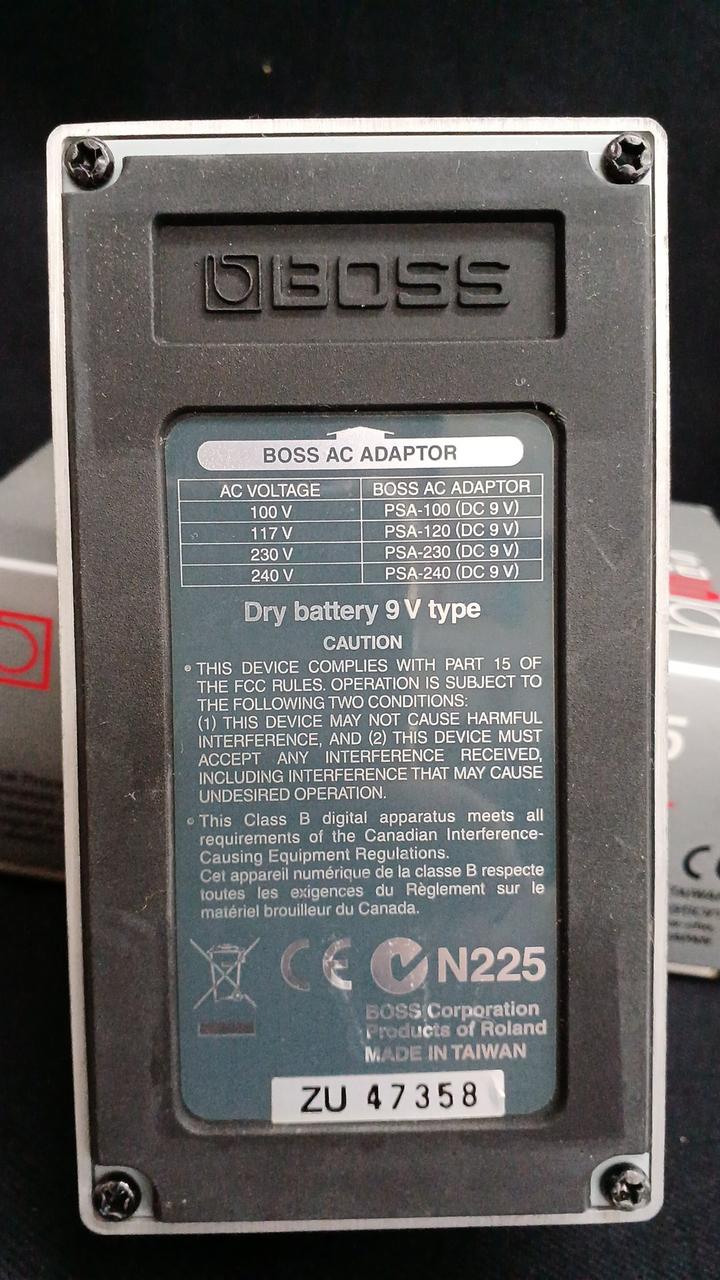 BOSS
BOSS AC ADAPTOR
AC VOLTAGE BOSS AC ADAPTOR
100 V PSA-100 (DC 9 V)
117 V PSA-120 (DC 9 V)
230 V PSA-230 (DC 9 V)
240 V PSA-240 (DC 9 V)
Dry battery 9V type
CAUTION
THIS DEVICE COMPLIES WITH PART 15 OF
THE FCC RULES. OPERATION IS SUBJECT TO
THE FOLLOWING TWO CONDITIONS:
(1) THIS DEVICE MAY NOT CAUSE HARMFUL
INTERFERENCE, AND (2) THIS DEVICE MUST
ACCEPT ANY INTERFERENCE RECEIVED,
INCLUDING INTERFERENCE THAT MAY CAUSE
UNDESIRED OPERATION.
This Class B digital apparatus meets all
requirements of the Canadian Interference-
Causing Equipment Regulations.
Cet appareil numérique de la classe B respecte
toutes les exigences du Règlement sur le
matériel brouilleur du Canada.
CE N225
BOSS Corporation
Products of Roland
MADE IN TAIWAN
ZU 47358